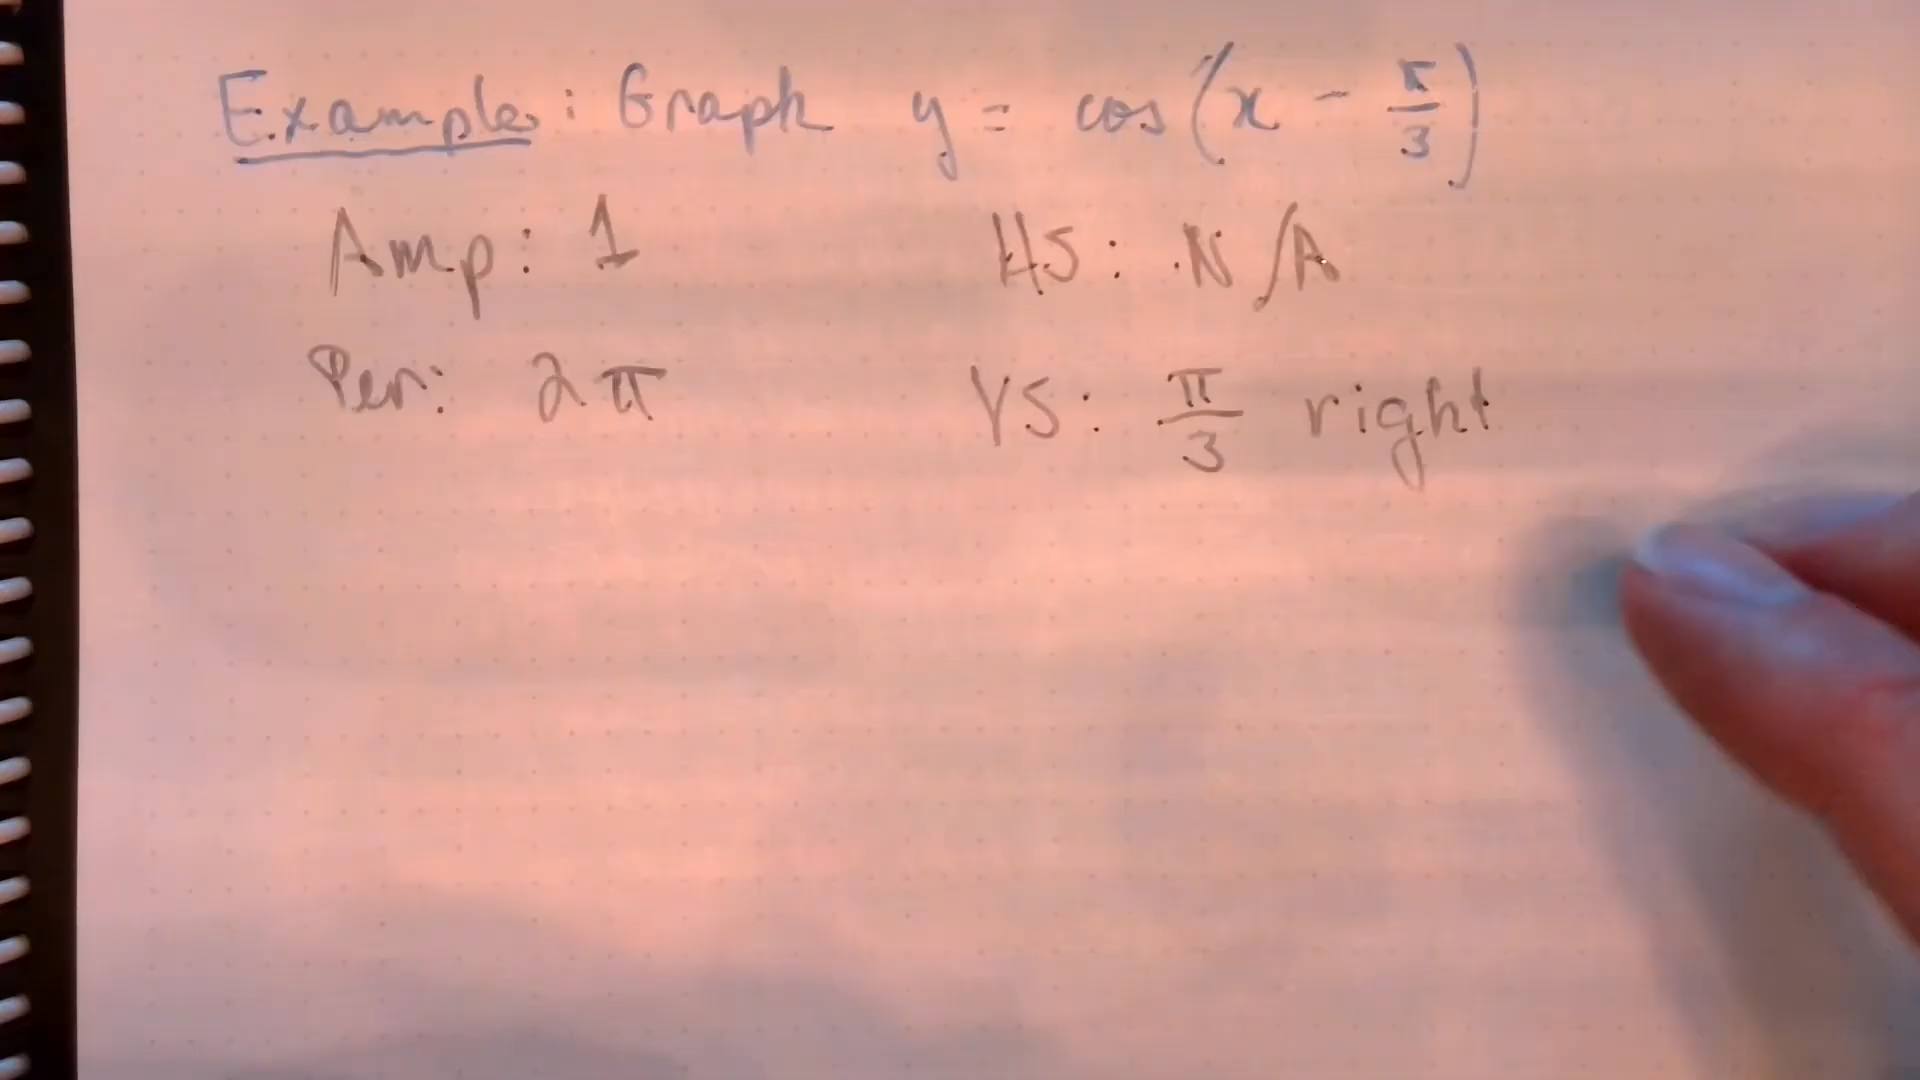 Example: Graph y = cos(x - π/3)
Amp: 1 HS: N/A
Per: 2π VS: π/3 right